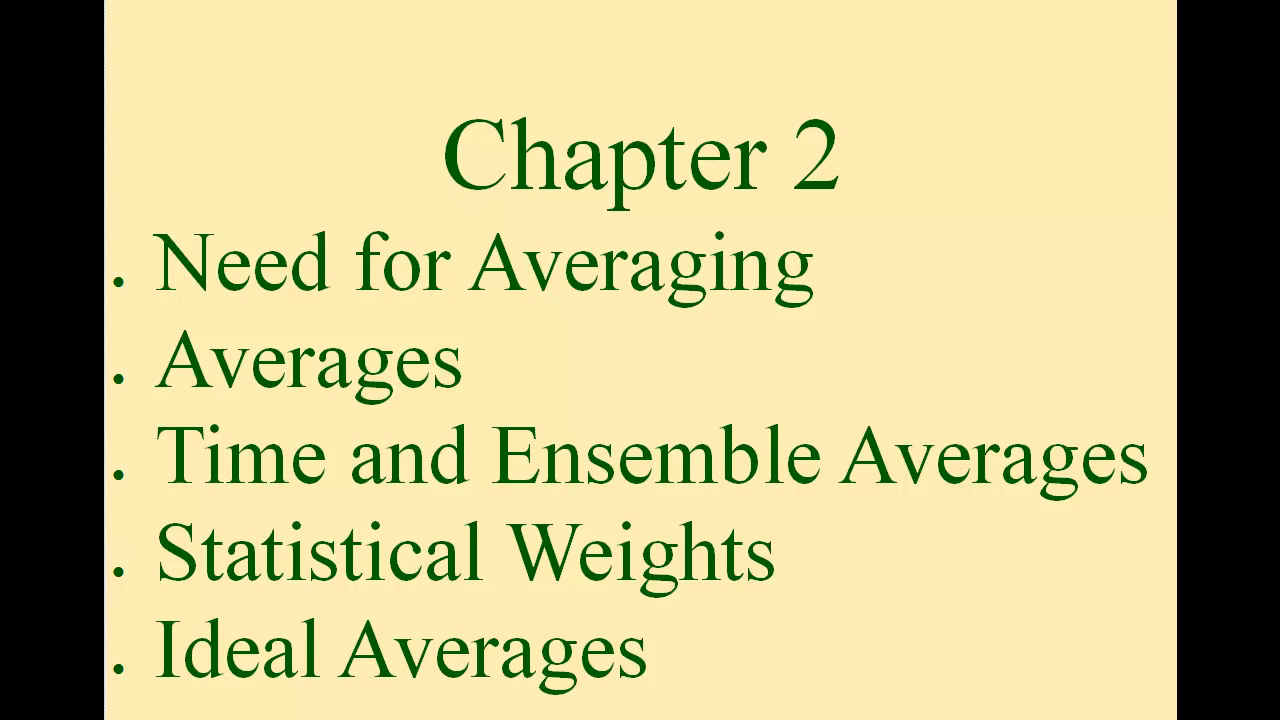 Chapter 2
. Need for Averaging
. Averages
. Time and Ensemble Averages
. Statistical Weights
. Ideal Averages